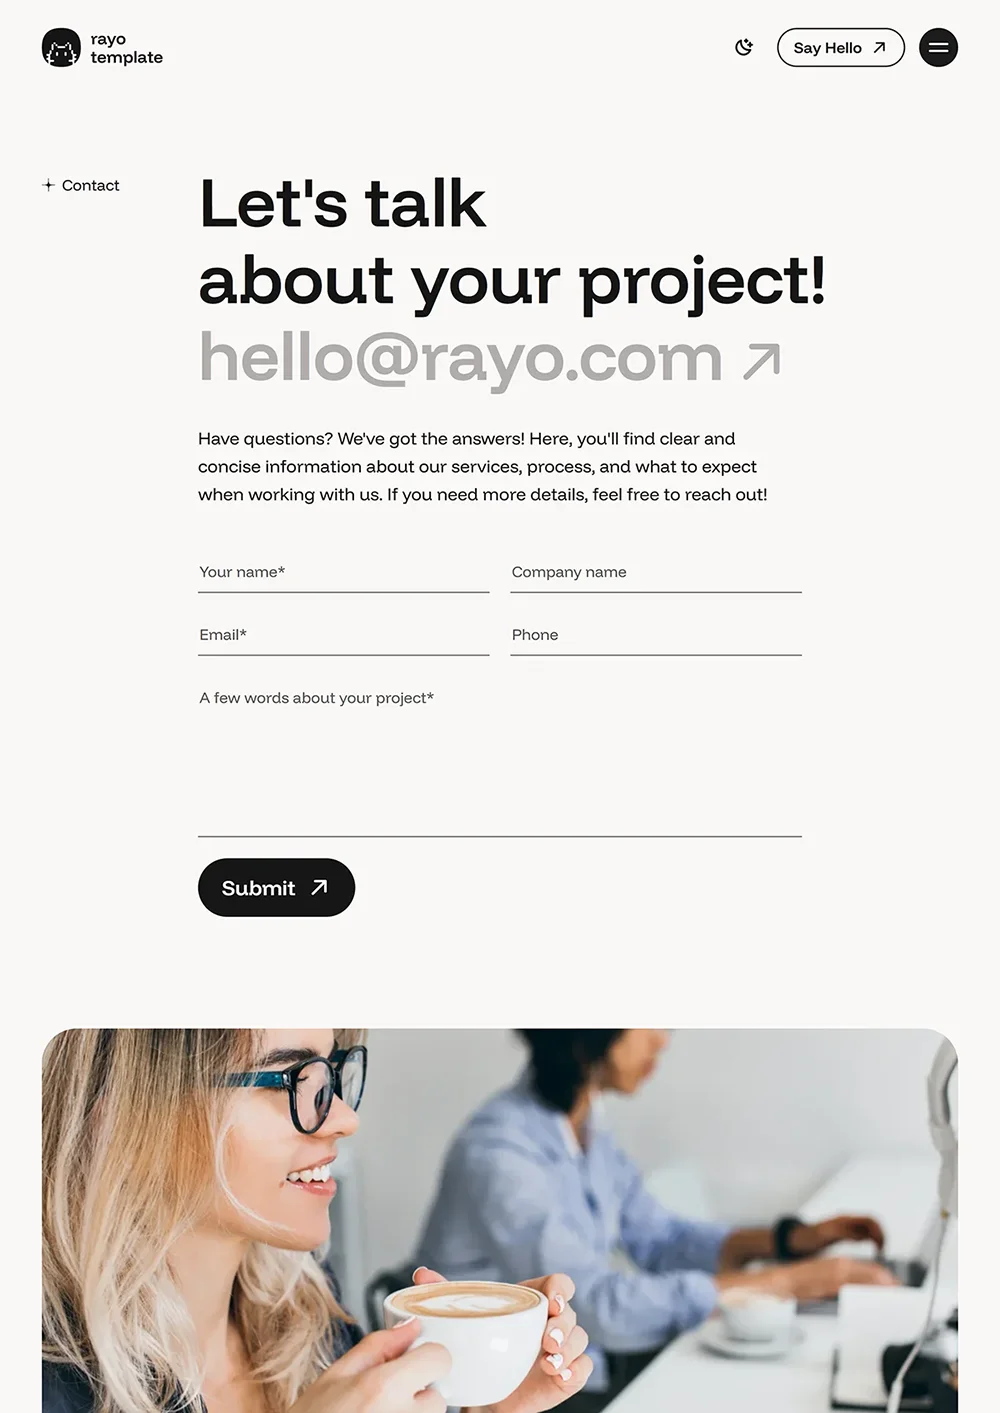 rayo
template
Say Hello
Contact
Let's talk
about your project!
hello@rayo.com
Have questions? We've got the answers! Here, you'll find clear and
concise information about our services, process, and what to expect
when working with us. If you need more details, feel free to reach out!
Your name*
Company name
Email*
Phone
A few words about your project*
Submit